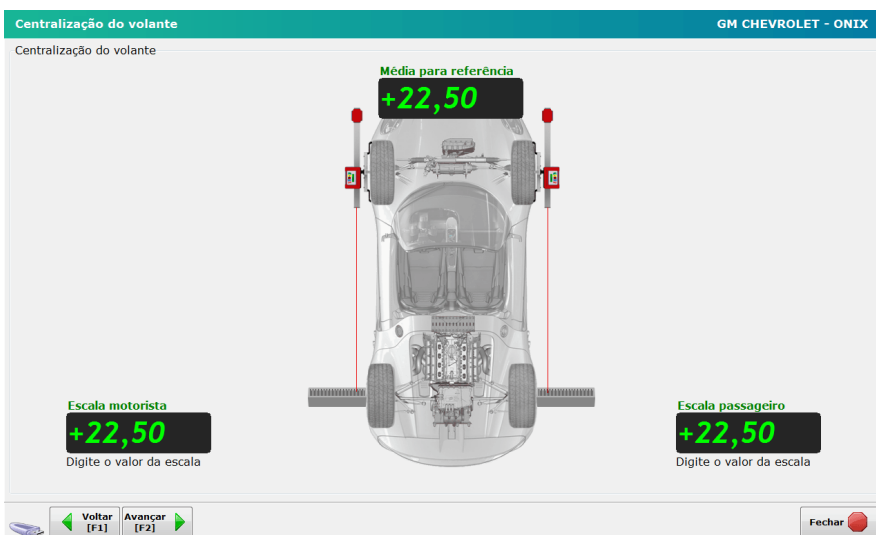 Centralização do volante
GM CHEVROLET - ONIX
Centralização do volante
Média para referência
+22,50
Escala motorista
+22,50
Digite o valor da escala
Escala passageiro
+22,50
Digite o valor da escala
Voltar
[F1]
Avançar
[F2]
Fechar